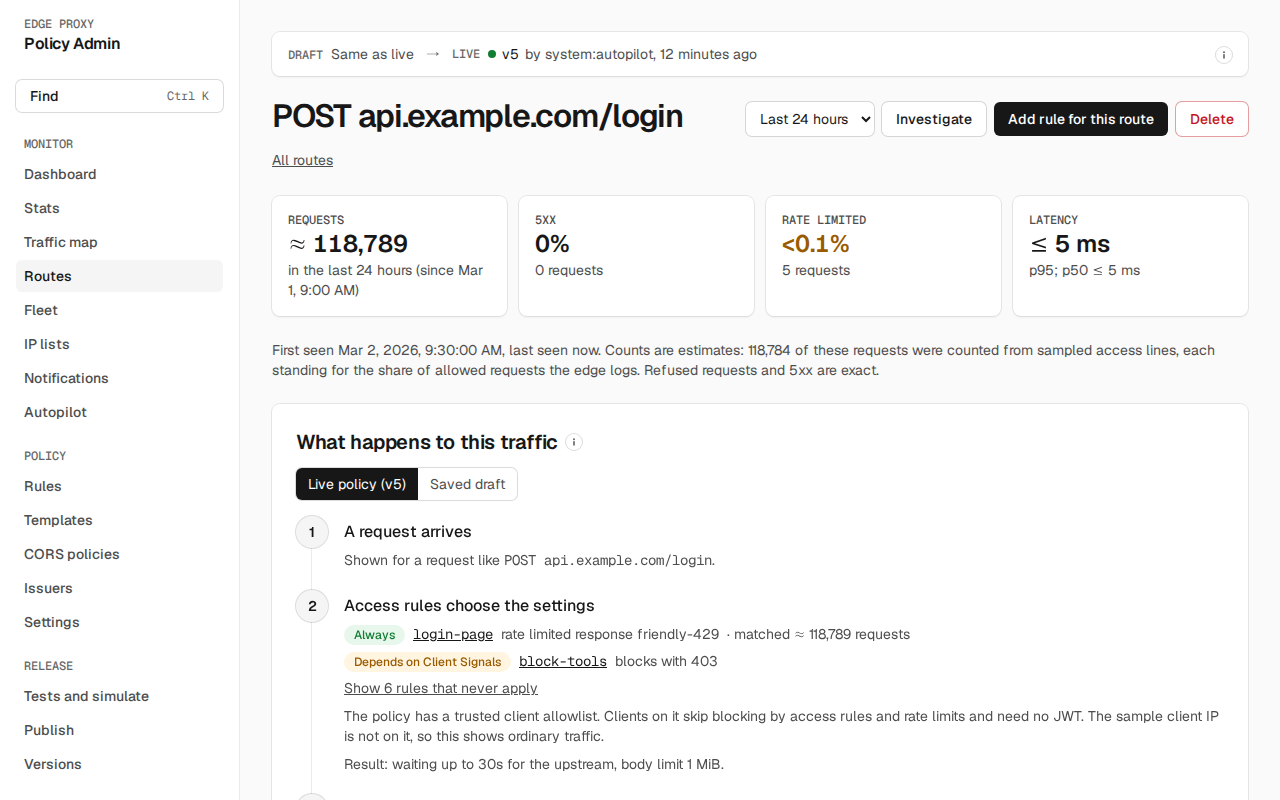 EDGE PROXY
Policy Admin
Find Ctrl K
MONITOR
Dashboard
Stats
Traffic map
Routes
Fleet
IP lists
Notifications
Autopilot
POLICY
Rules
Templates
CORS policies
Issuers
Settings
RELEASE
Tests and simulate
Publish
Versions
DRAFT Same as live → LIVE v5 by system:autopilot, 12 minutes ago
POST api.example.com/login
Last 24 hours
Investigate
Add rule for this route
Delete
All routes
REQUESTS
≈ 118,789
in the last 24 hours (since Mar
1, 9:00 AM)
5XX
0%
0 requests
RATE LIMITED
<0.1%
5 requests
LATENCY
≤ 5 ms
p95; p50 ≤ 5 ms
First seen Mar 2, 2026, 9:30:00 AM, last seen now. Counts are estimates: 118,784 of these requests were counted from sampled access lines, each
standing for the share of allowed requests the edge logs. Refused requests and 5xx are exact.
What happens to this traffic
Live policy (v5) Saved draft
1 A request arrives
Shown for a request like POST api.example.com/login.
2 Access rules choose the settings
Always login-page rate limited response friendly-429 · matched ≈ 118,789 requests
Depends on Client Signals block-tools blocks with 403
Show 6 rules that never apply
The policy has a trusted client allowlist. Clients on it skip blocking by access rules and rate limits and need no JWT. The sample client IP
is not on it, so this shows ordinary traffic.
Result: waiting up to 30s for the upstream, body limit 1 MiB.